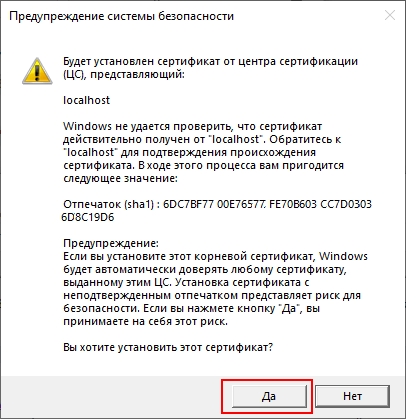 Предупреждение системы безопасности
Будет установлен сертификат от центра сертификации
(ЦС), представляющий:
localhost
Windows не удается проверить, что сертификат
действительно получен от "localhost". Обратитесь к
"localhost" для подтверждения происхождения
сертификата. В ходе этого процесса вам пригодится
следующее значение:
Отпечаток (sha1) : 6DC7BF77 00E76577 FE70B603 CC7D0303
6D8C19D6
Предупреждение:
Если вы установите этот корневой сертификат, Windows
будет автоматически доверять любому сертификату,
выданному этим ЦС. Установка сертификата с
неподтвержденным отпечатком представляет риск для
безопасности. Если вы нажмете кнопку "Да", вы
принимаете на себя этот риск.
Вы хотите установить этот сертификат?
Да
Нет